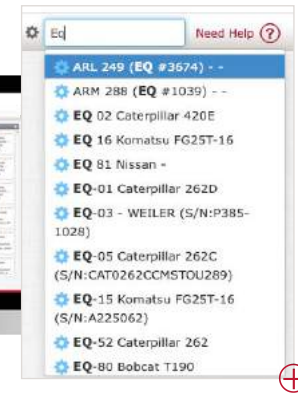 Eq
Need Help ?
ARL 249 (EQ #3674) - -
ARM 288 (EQ #1039) - -
EQ 02 Caterpillar 420E
EQ 16 Komatsu FG25T-16
EQ 81 Nissan -
EQ-01 Caterpillar 262D
EQ-03 - WEILER (S/N:P385-
1028)
EQ-05 Caterpillar 262C
(S/N:CAT0262CCMSTOU289)
EQ-15 Komatsu FG25T-16
(S/N:A225062)
EQ-52 Caterpillar 262
EQ-80 Bobcat T190